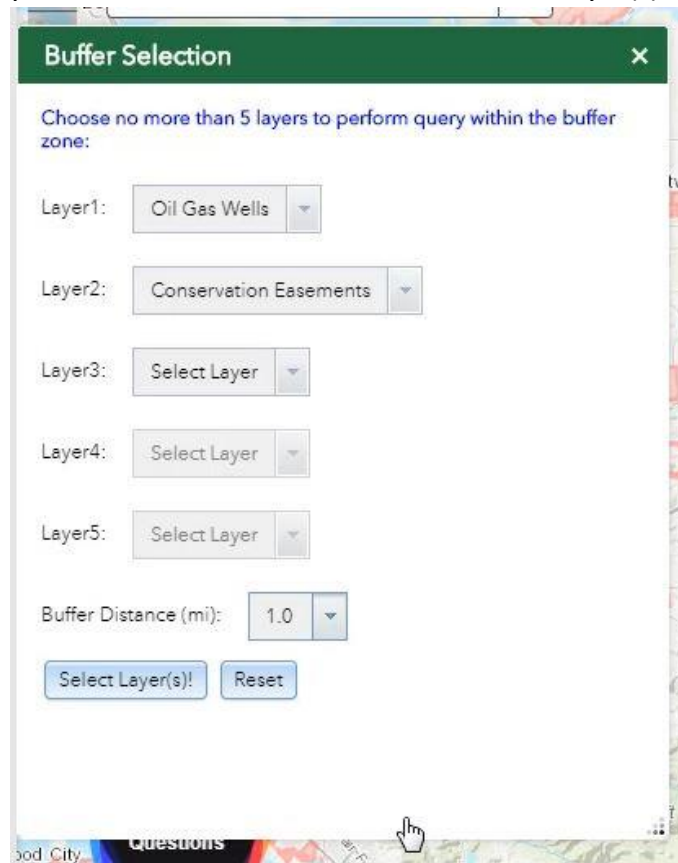 Buffer Selection
Choose no more than 5 layers to perform query within the buffer
zone:
Layer1: Oil Gas Wells
Layer2: Conservation Easements
Layer3: Select Layer
Layer4: Select Layer
Layer5: Select Layer
Buffer Distance (mi): 1.0
Select Layer(s)! Reset
Questions
ood City